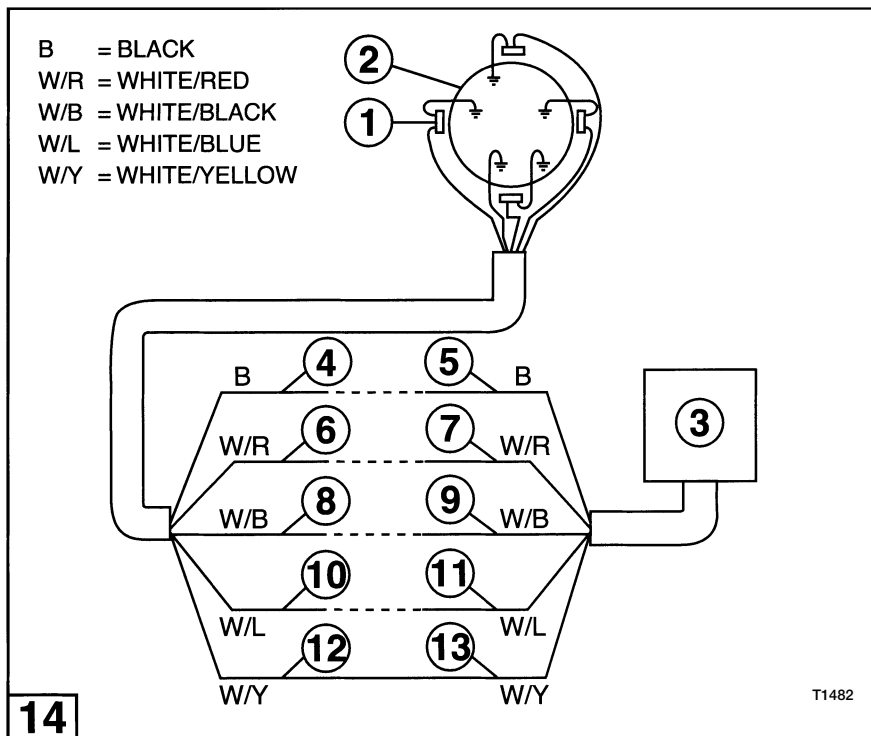 B = BLACK
W/R = WHITE/RED
W/B = WHITE/BLACK
W/L = WHITE/BLUE
W/Y = WHITE/YELLOW
2
1
4
5
B
B
3
6
7
W/R
W/R
8
9
W/B
W/B
10
11
W/L
W/L
12
13
W/Y
W/Y
T1482
14